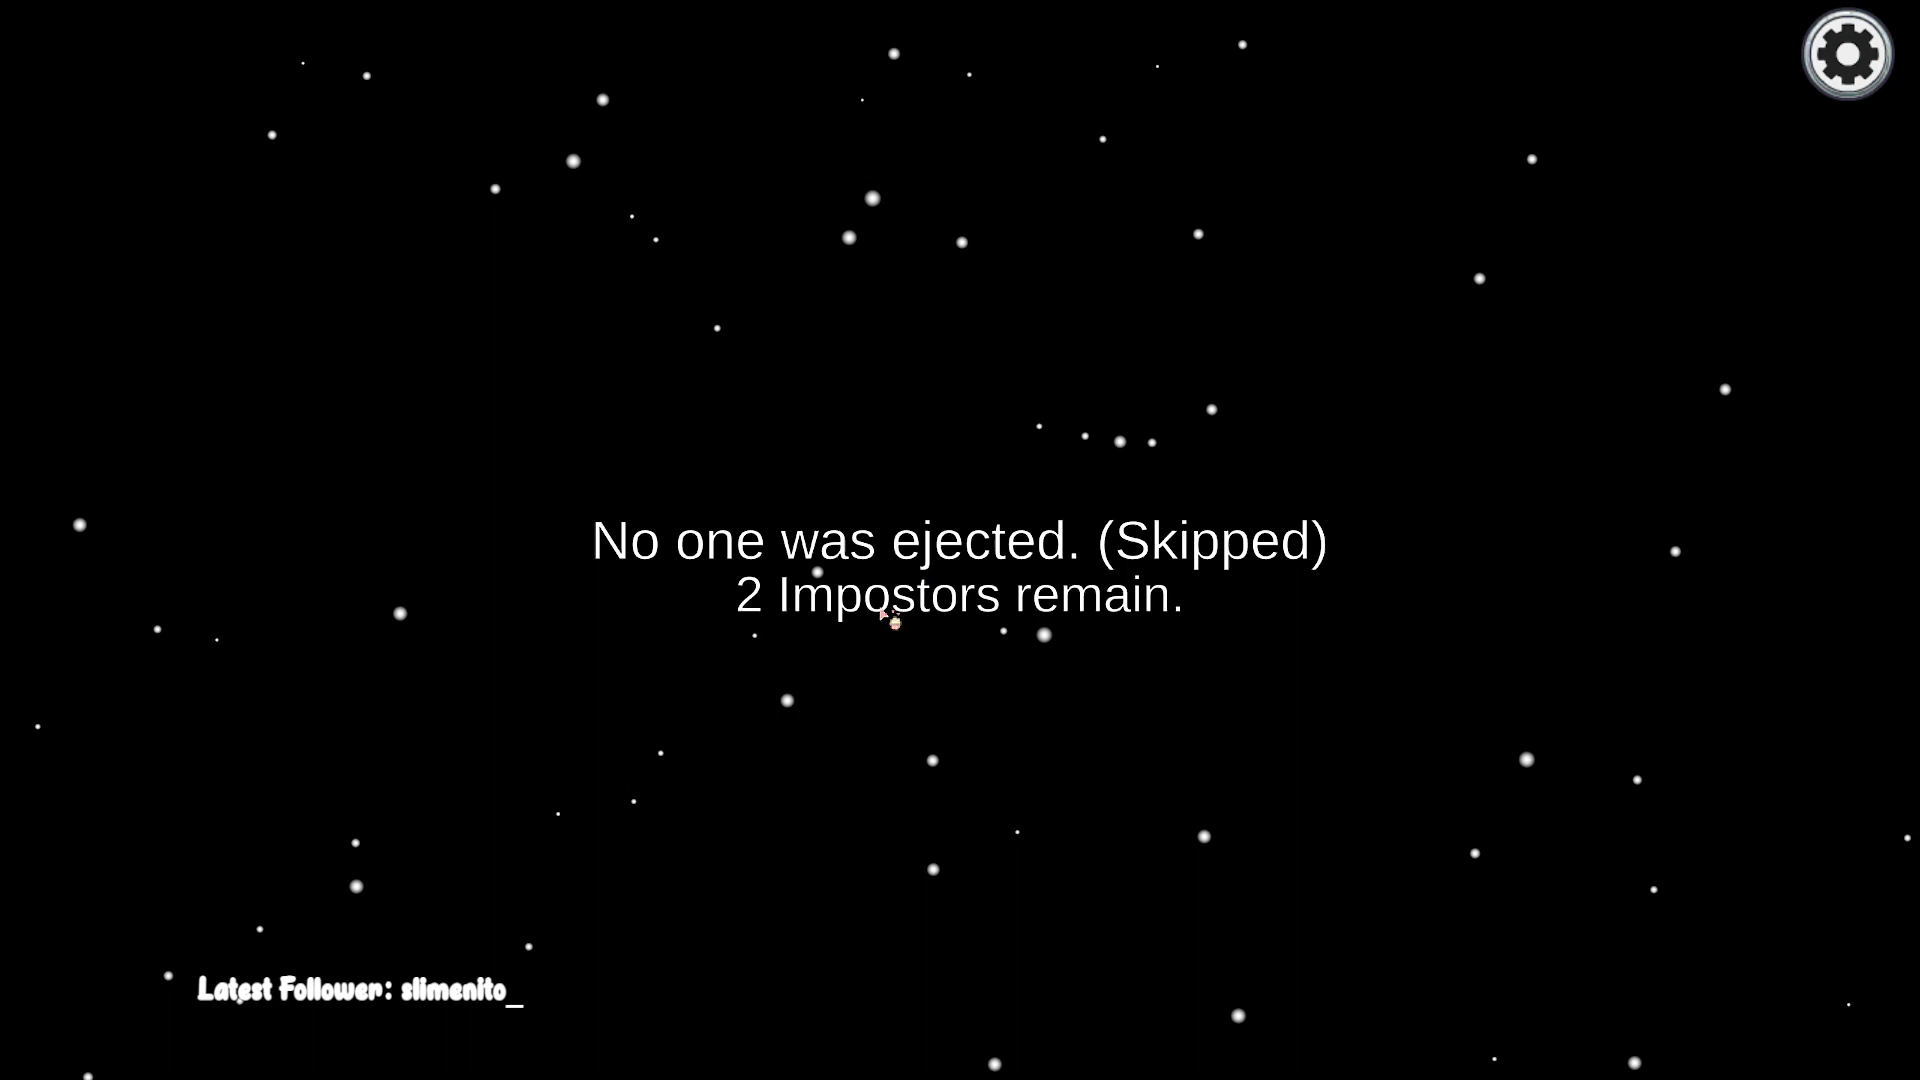 No one was ejected. (Skipped)
2 Impostors remain.
Latest Follower: slimenito_